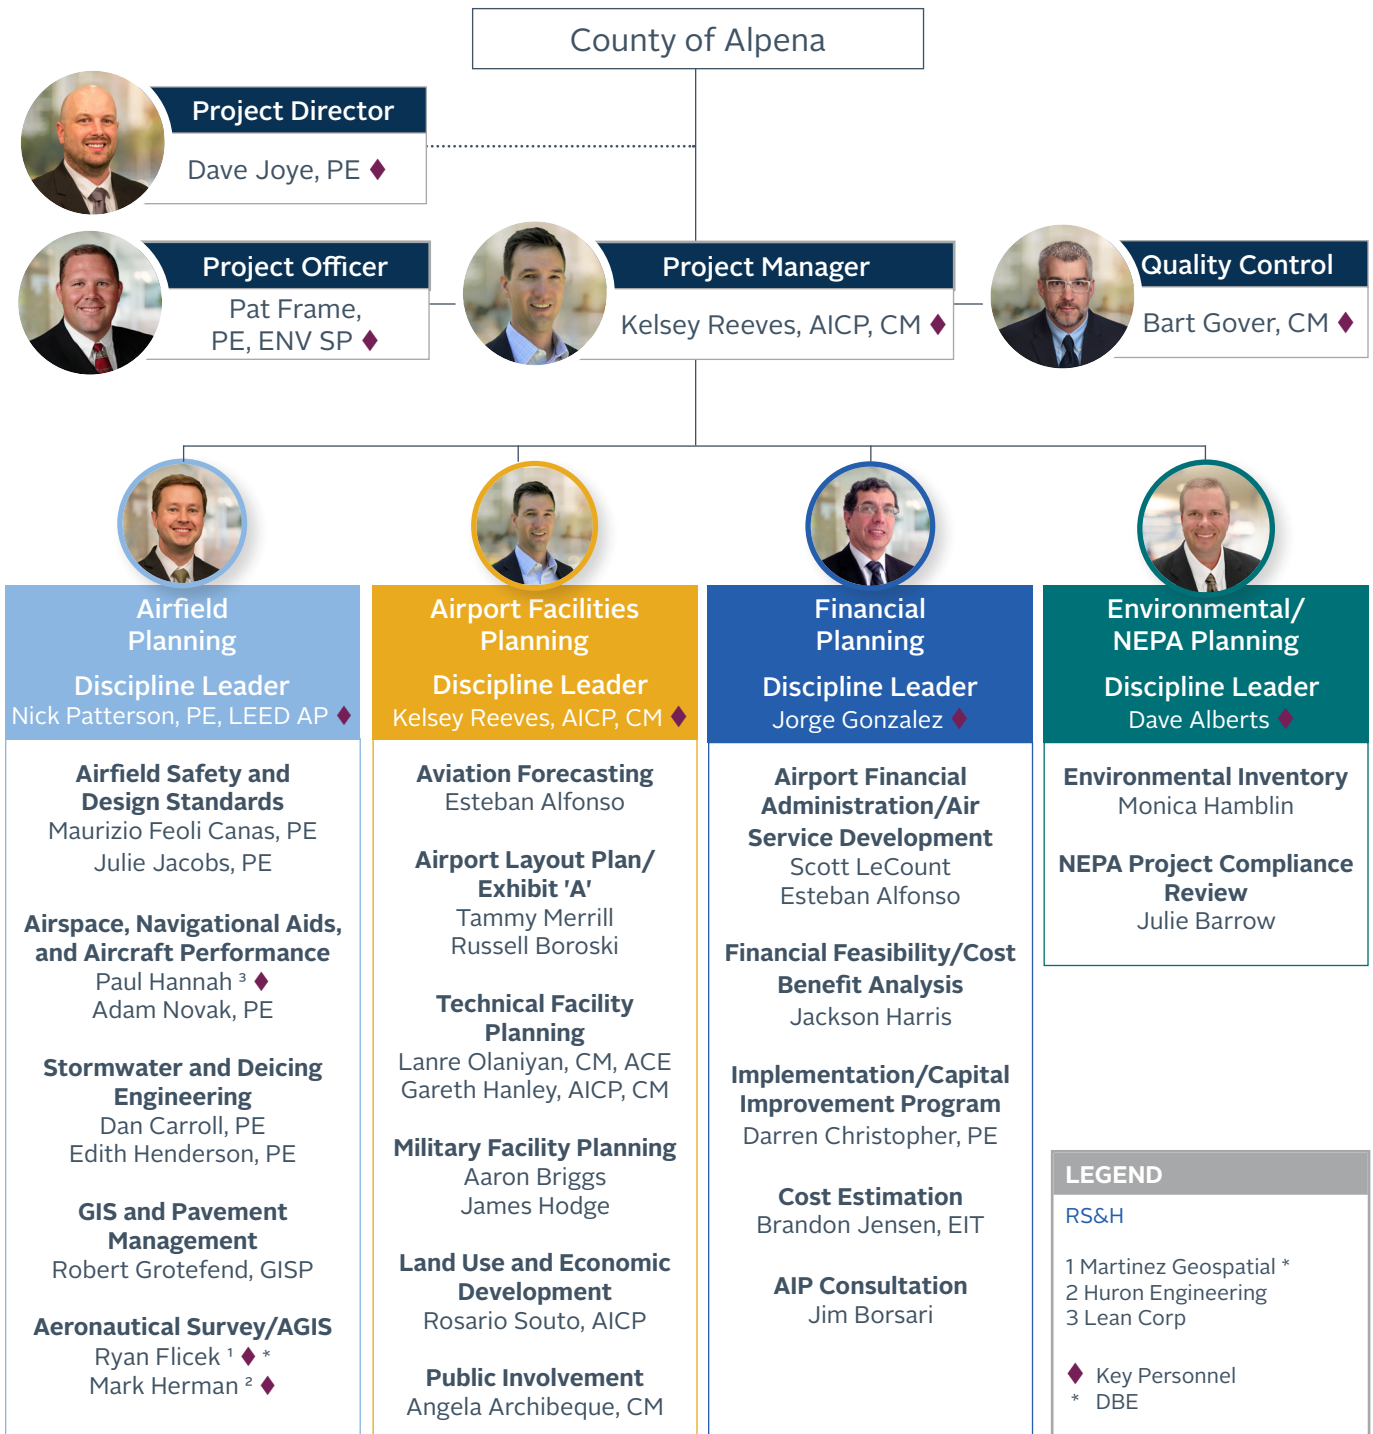 County of Alpena
Project Director
Dave Joye, PE ♦
Project Officer
Pat Frame,
PE, ENV SP ♦
Project Manager
Kelsey Reeves, AICP, CM ♦
Quality Control
Bart Gover, CM ♦
Airfield
Planning
Discipline Leader
Nick Patterson, PE, LEED AP ♦
Airfield Safety and
Design Standards
Maurizio Feoli Canas, PE
Julie Jacobs, PE
Airspace, Navigational Aids,
and Aircraft Performance
Paul Hannah ³ ♦
Adam Novak, PE
Stormwater and Deicing
Engineering
Dan Carroll, PE
Edith Henderson, PE
GIS and Pavement
Management
Robert Grotefend, GISP
Aeronautical Survey/AGIS
Ryan Flicek ¹ ♦ *
Mark Herman ² ♦
Airport Facilities
Planning
Discipline Leader
Kelsey Reeves, AICP, CM ♦
Aviation Forecasting
Esteban Alfonso
Airport Layout Plan/
Exhibit 'A'
Tammy Merrill
Russell Boroski
Technical Facility
Planning
Lanre Olaniyan, CM, ACE
Gareth Hanley, AICP, CM
Military Facility Planning
Aaron Briggs
James Hodge
Land Use and Economic
Development
Rosario Souto, AICP
Public Involvement
Angela Archibeque, CM
Financial
Planning
Discipline Leader
Jorge Gonzalez ♦
Airport Financial
Administration/Air
Service Development
Scott LeCount
Esteban Alfonso
Financial Feasibility/Cost
Benefit Analysis
Jackson Harris
Implementation/Capital
Improvement Program
Darren Christopher, PE
Cost Estimation
Brandon Jensen, EIT
AIP Consultation
Jim Borsari
Environmental/
NEPA Planning
Discipline Leader
Dave Alberts ♦
Environmental Inventory
Monica Hamblin
NEPA Project Compliance
Review
Julie Barrow
LEGEND
RS&H
1 Martinez Geospatial *
2 Huron Engineering
3 Lean Corp
♦ Key Personnel
* DBE